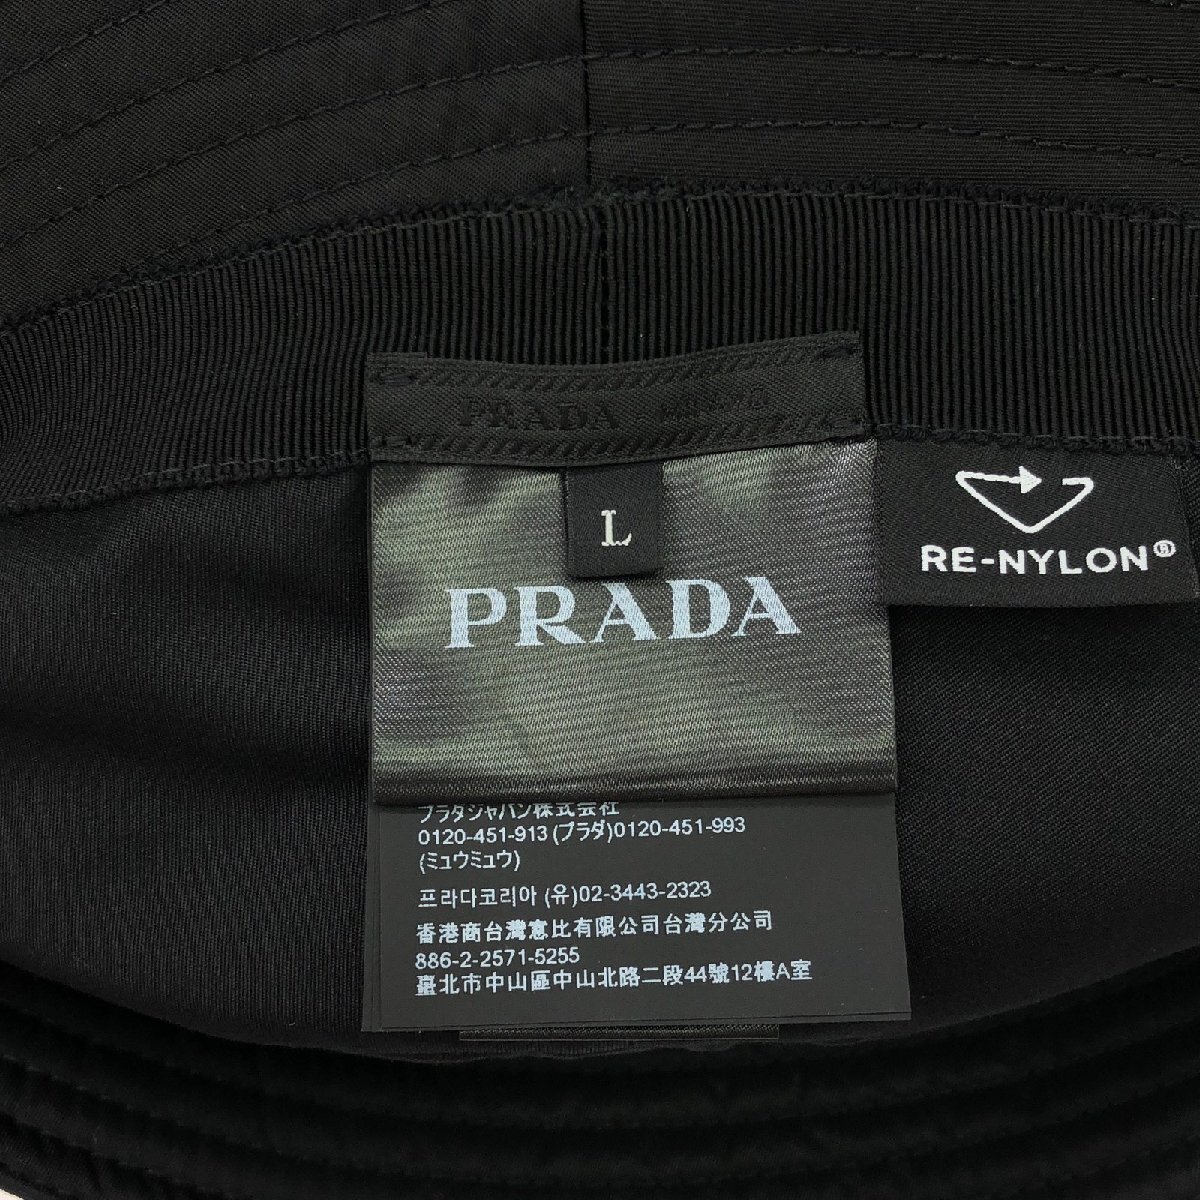 PRADA MILANO
L
PRADA
RE-NYLON®
プラダジャパン株式会社
0120-451-913 (プラダ)0120-451-993
(ミュウミュウ)
프라다코리아 (유)02-3443-2323
香港商台灣意比有限公司台灣分公司
886-2-2571-5255
臺北市中山區中山北路二段44號12樓A室